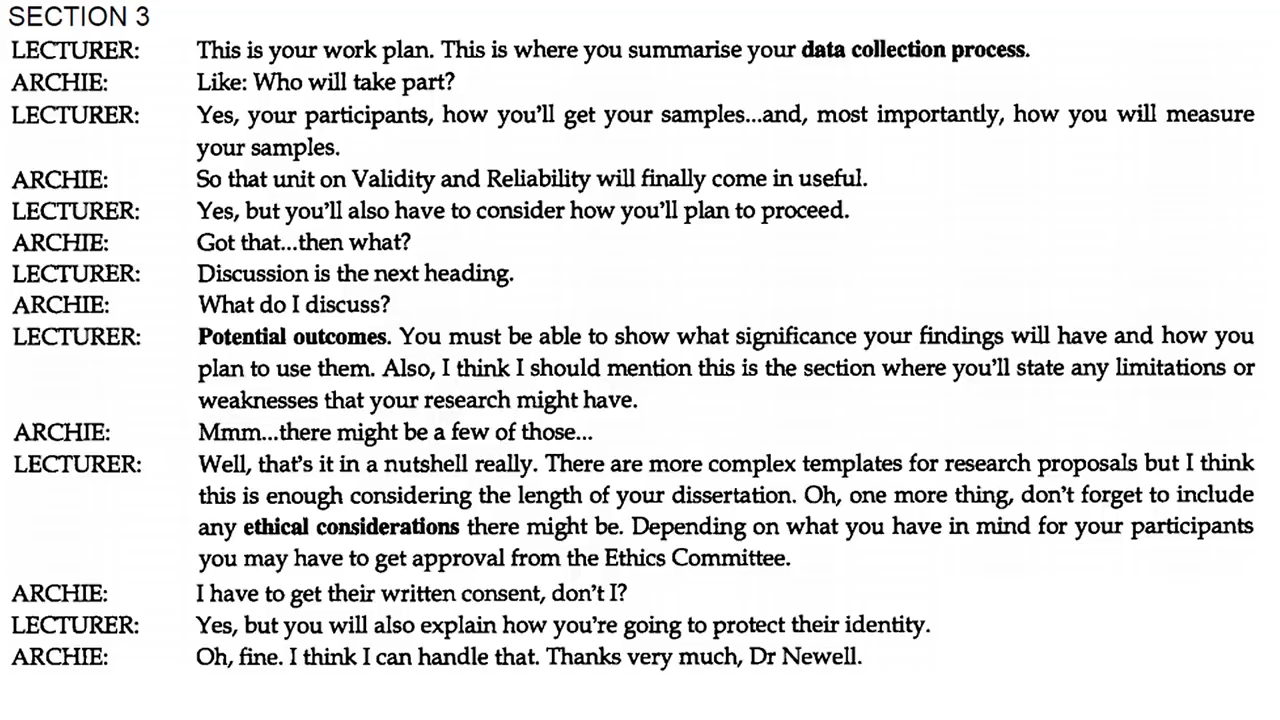 SECTION 3
LECTURER: This is your work plan. This is where you summarise your data collection process.
ARCHIE: Like: Who will take part?
LECTURER: Yes, your participants, how you'll get your samples...and, most importantly, how you will measure
your samples.
ARCHIE: So that unit on Validity and Reliability will finally come in useful.
LECTURER: Yes, but you'll also have to consider how you'll plan to proceed.
ARCHIE: Got that...then what?
LECTURER: Discussion is the next heading.
ARCHIE: What do I discuss?
LECTURER: Potential outcomes. You must be able to show what significance your findings will have and how you
plan to use them. Also, I think I should mention this is the section where you'll state any limitations or
weaknesses that your research might have.
ARCHIE: Mmm...there might be a few of those...
LECTURER: Well, that's it in a nutshell really. There are more complex templates for research proposals but I think
this is enough considering the length of your dissertation. Oh, one more thing, don't forget to include
any ethical considerations there might be. Depending on what you have in mind for your participants
you may have to get approval from the Ethics Committee.
ARCHIE: I have to get their written consent, don't I?
LECTURER: Yes, but you will also explain how you're going to protect their identity.
ARCHIE: Oh, fine. I think I can handle that. Thanks very much, Dr Newell.